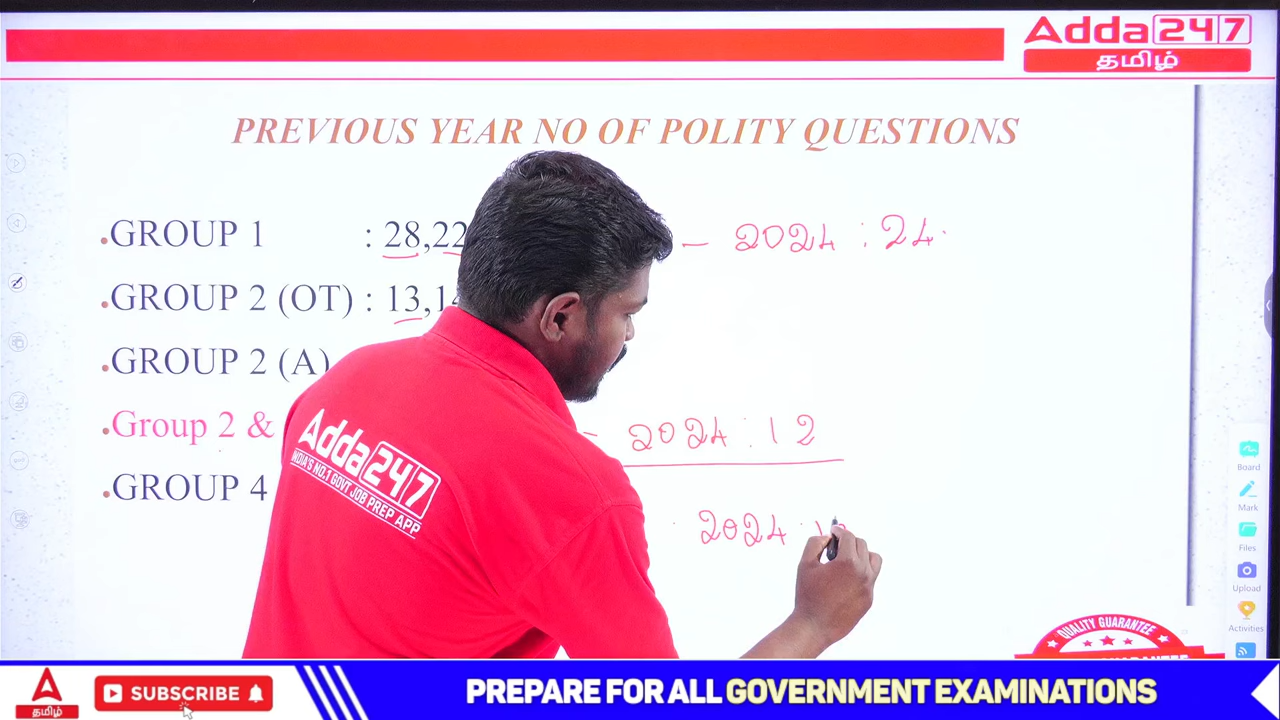 Adda247
தமிழ்
PREVIOUS YEAR NO OF POLITY QUESTIONS
.GROUP 1 : 28,22 – 2024 : 24.
.GROUP 2 (OT) : 13,14
.GROUP 2 (A)
.Group 2 & – 2024 : 12
.GROUP 4 : 2024 :
Adda247
INDIA'S NO.1 GOVT JOB PREP APP
Board
Mark
Files
Upload
Activities
QUALITY GUARANTEE
தமிழ்
SUBSCRIBE
PREPARE FOR ALL GOVERNMENT EXAMINATIONS